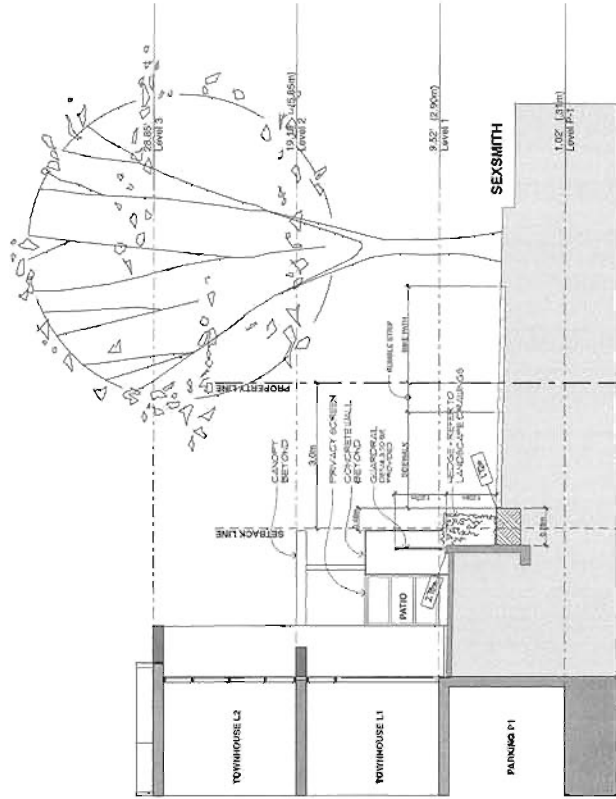 28.85'
Level 3
19.18' (5.85m)
Level 2
9.52' (2.90m)
Level 1
1.02' (.31m)
Level P-1
SEXSMITH
PROPERTY LINE
SETBACK LINE
CANOPY
BEYOND
3.0m
PRIVACY SCREEN
CONCRETE WALL
BEYOND
GUARDRAIL
PROVIDED
SIDEWALK
RUMBLE STRIP
BIKE PATH
HEDGE REFER TO
LANDSCAPE DRAWINGS
PATIO
TOWNHOUSE L2
TOWNHOUSE L1
PARKING P1